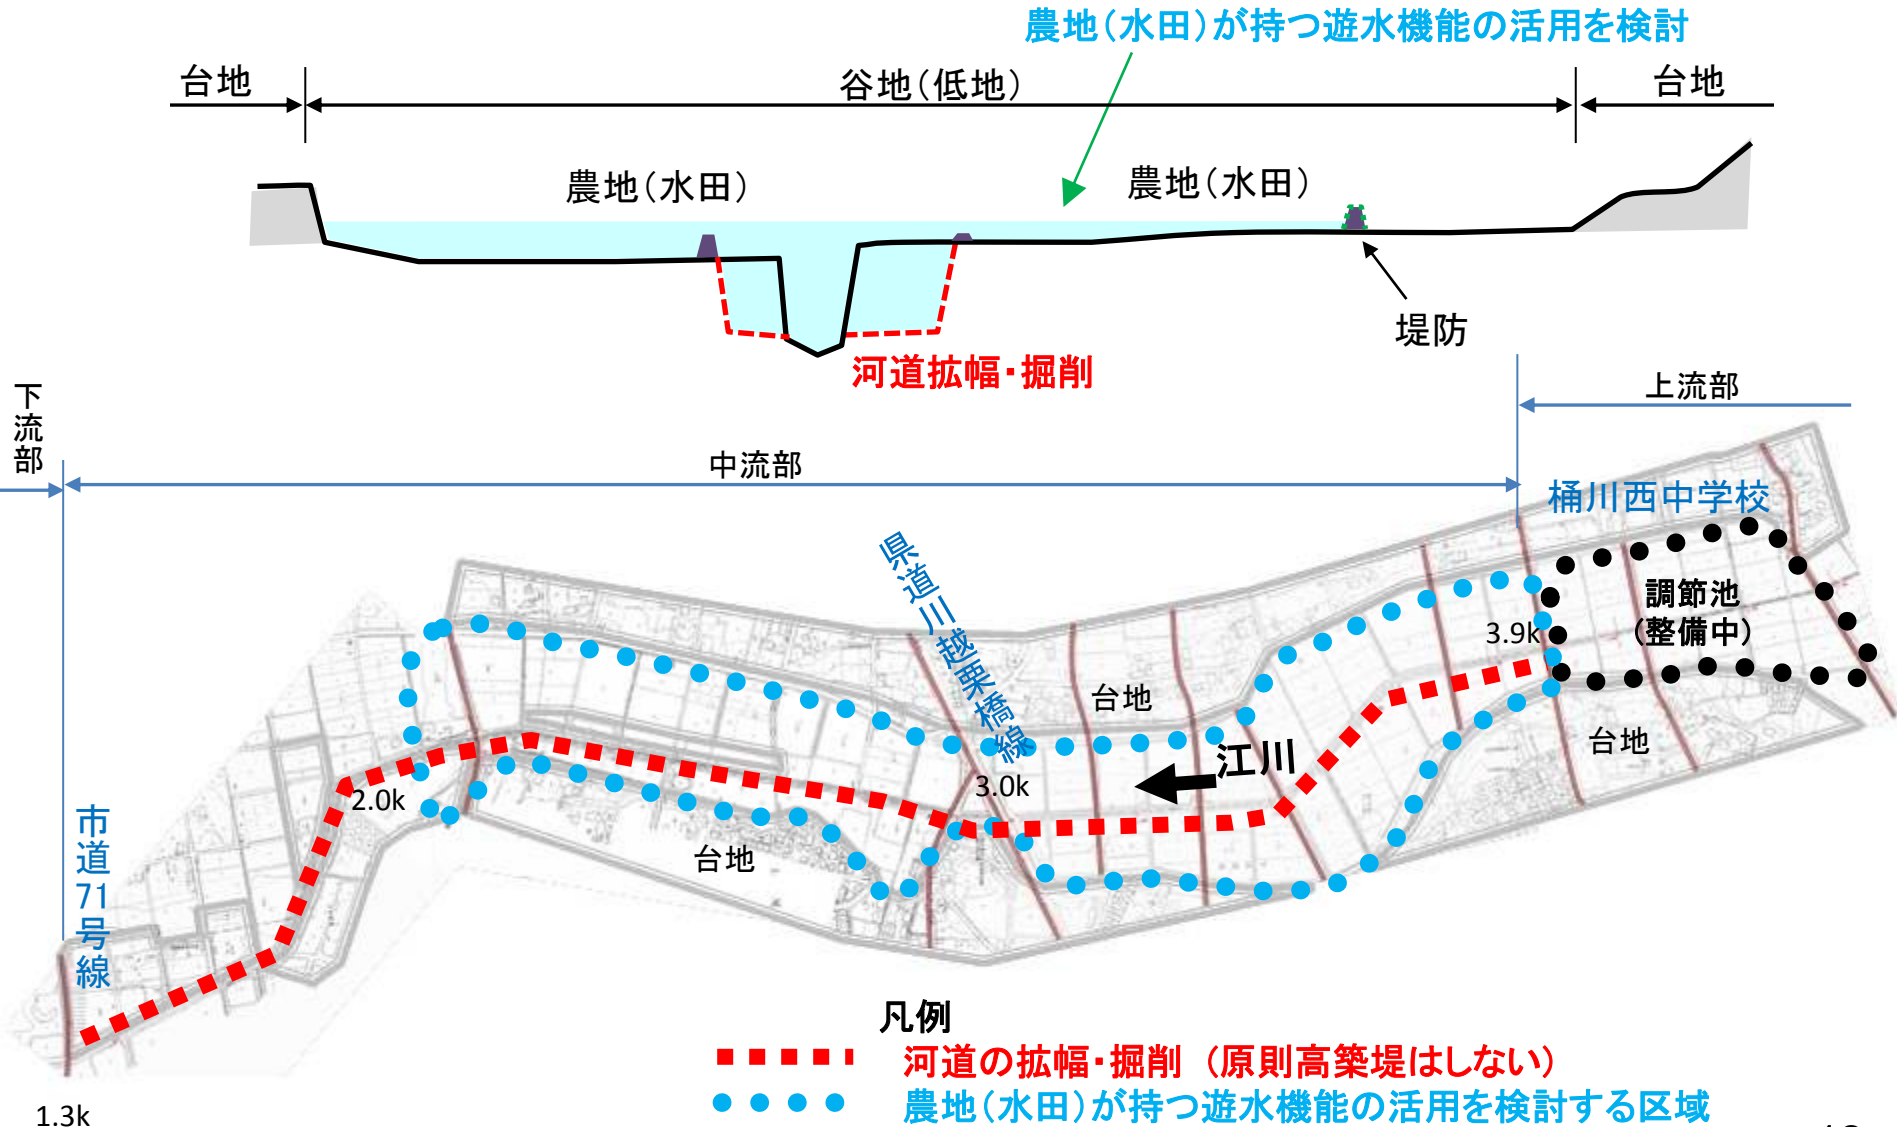 農地（水田）が持つ遊水機能の活用を検討
台地
谷地（低地）
台地
農地（水田）
農地（水田）
堤防
河道拡幅・掘削
下流部
中流部
上流部
桶川西中学校
県道川越栗橋線
調節池
（整備中）
3.9k
台地
台地
江川
3.0k
2.0k
台地
市道71号線
凡例
河道の拡幅・掘削（原則高築堤はしない）
農地（水田）が持つ遊水機能の活用を検討する区域
1.3k